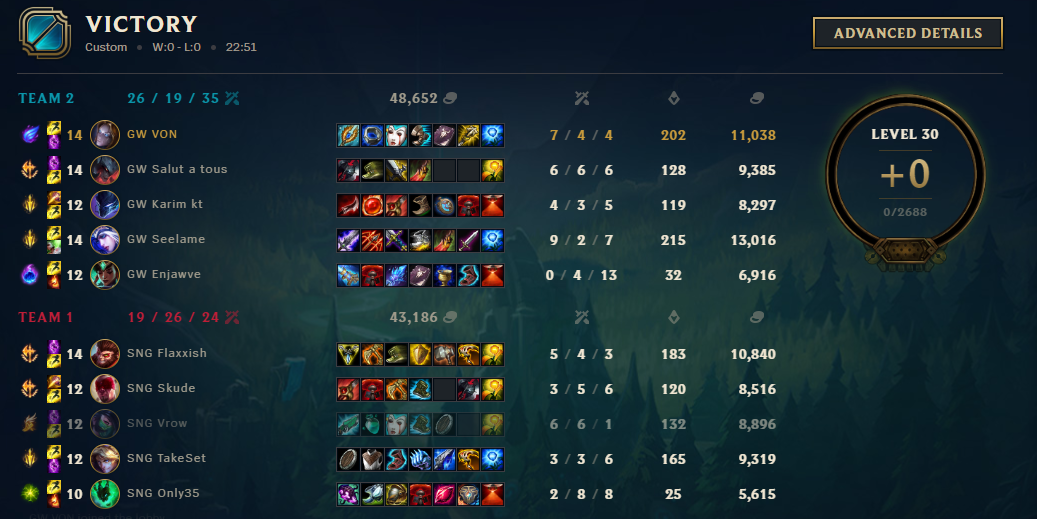 VICTORY
Custom • W:0 - L:0 • 22:51
ADVANCED DETAILS
TEAM 2 26 / 19 / 35 48,652
14 GW VON 7 / 4 / 4 202 11,038
14 GW Salut a tous 6 / 6 / 6 128 9,385
12 GW Karim kt 4 / 3 / 5 119 8,297
14 GW Seelame 9 / 2 / 7 215 13,016
12 GW Enjawve 0 / 4 / 13 32 6,916
LEVEL 30
+0
0/2688
TEAM 1 19 / 26 / 24 43,186
14 SNG Flaxxish 5 / 4 / 3 183 10,840
12 SNG Skude 3 / 5 / 6 120 8,516
12 SNG Vrow 6 / 6 / 1 132 8,896
12 SNG TakeSet 3 / 3 / 6 165 9,319
10 SNG Only35 2 / 8 / 8 25 5,615